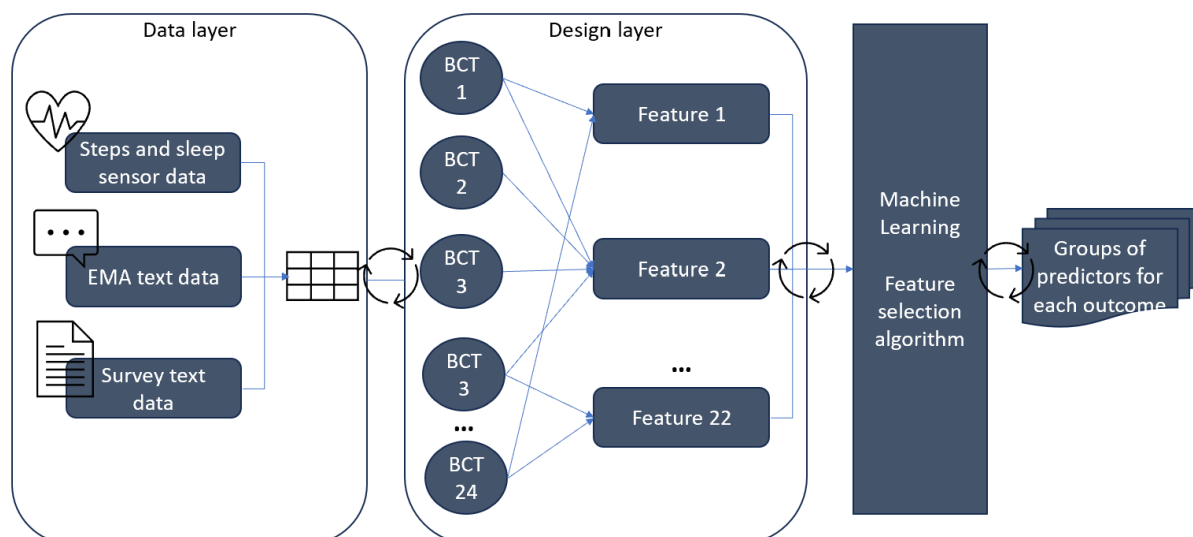 Data layer
Steps and sleep
sensor data
EMA text data
Survey text
data
Design layer
BCT
1
BCT
2
BCT
3
BCT
3
...
BCT
24
Feature 1
Feature 2
...
Feature 22
Machine
Learning
Feature
selection
algorithm
Groups of
predictors for
each outcome